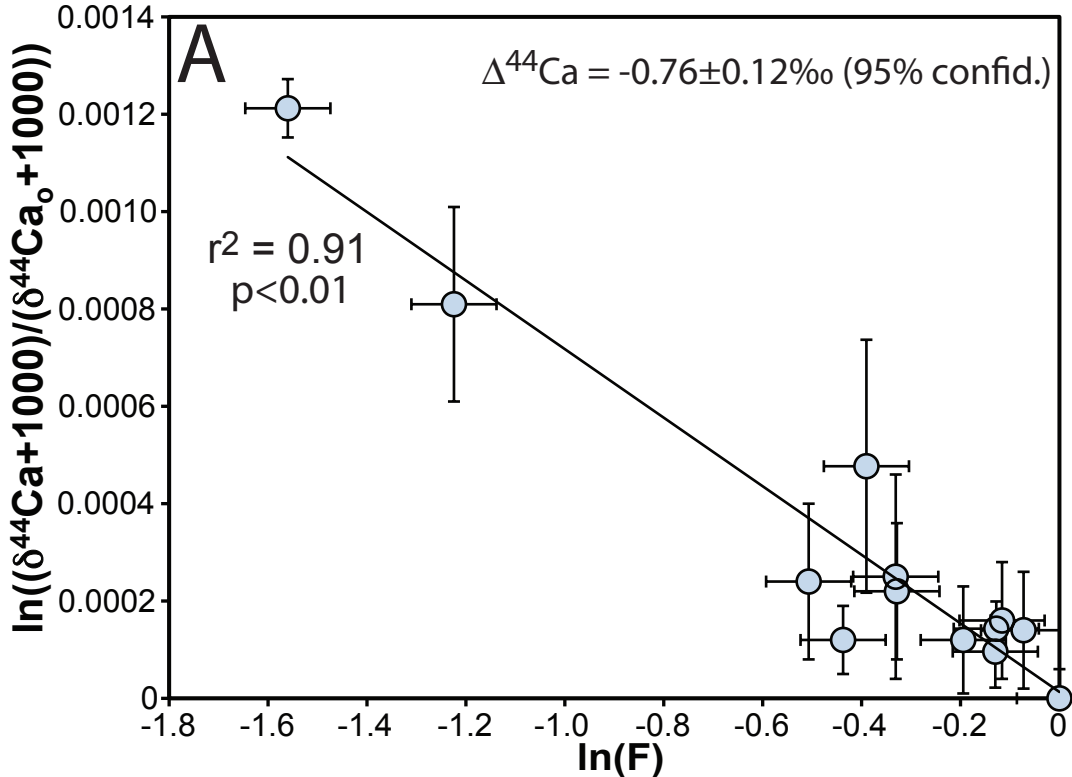 A
Δ⁴⁴Ca = -0.76±0.12‰ (95% confid.)
r² = 0.91
p<0.01
ln((δ⁴⁴Ca+1000)/(δ⁴⁴Caₒ+1000))
0.0014
0.0012
0.0010
0.0008
0.0006
0.0004
0.0002
0
-1.8 -1.6 -1.4 -1.2 -1.0 -0.8 -0.6 -0.4 -0.2 0
ln(F)